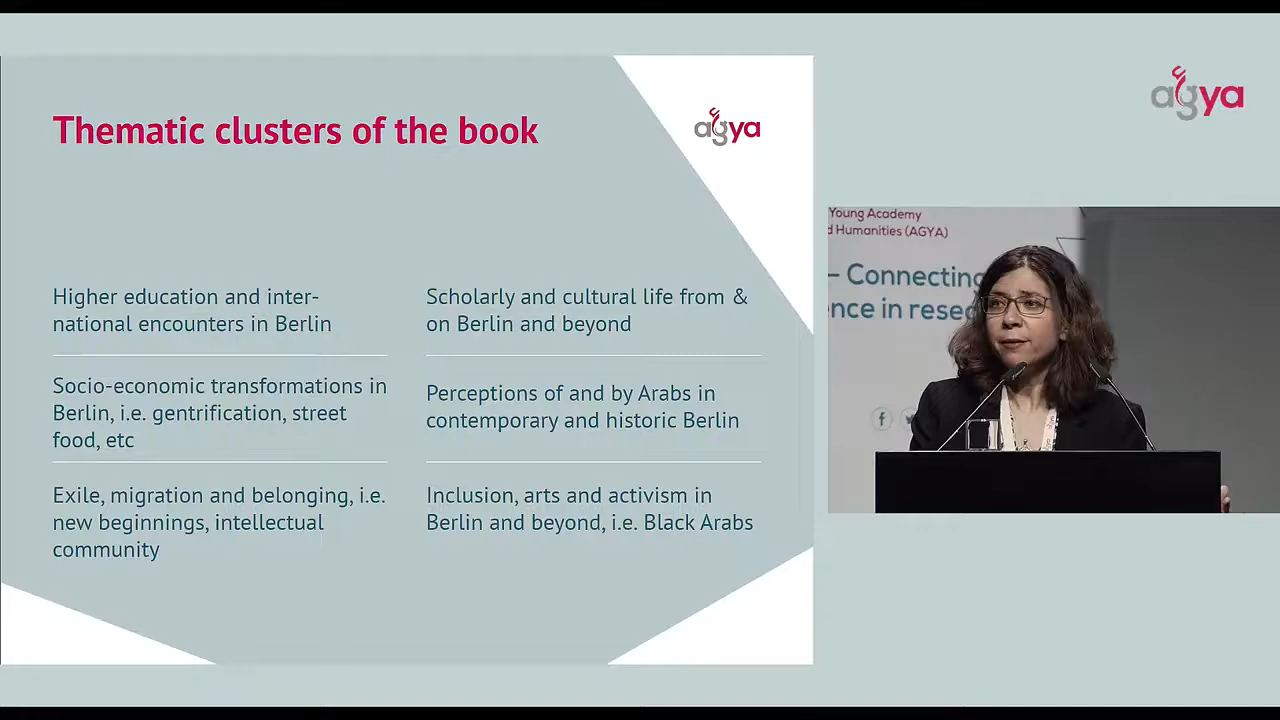 Thematic clusters of the book
agya
Higher education and inter-
national encounters in Berlin
Socio-economic transformations in
Berlin, i.e. gentrification, street
food, etc
Exile, migration and belonging, i.e.
new beginnings, intellectual
community
Scholarly and cultural life from &
on Berlin and beyond
Perceptions of and by Arabs in
contemporary and historic Berlin
Inclusion, arts and activism in
Berlin and beyond, i.e. Black Arabs
agya
Young Academy
d Humanities (AGYA)
– Connecting
nce in rese
f